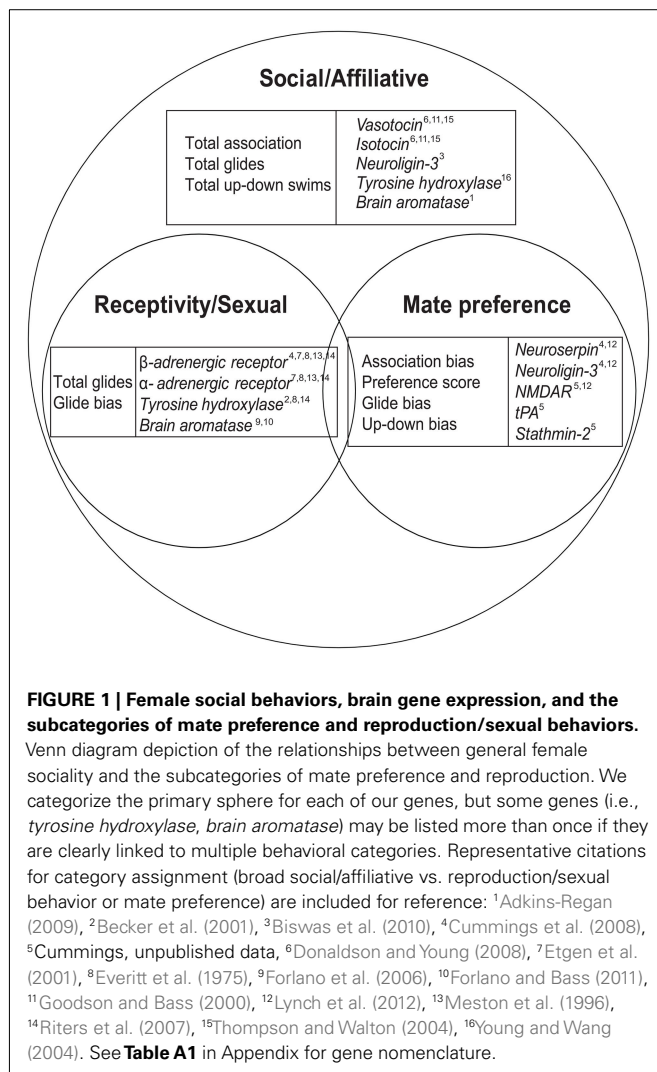 Social/Affiliative
Total association
Total glides
Total up-down swims
Vasotocin6,11,15
Isotocin6,11,15
Neuroligin-33
Tyrosine hydroxylase16
Brain aromatase1
Receptivity/Sexual
Total glides
Glide bias
β-adrenergic receptor4,7,8,13,14
α- adrenergic receptor7,8,13,14
Tyrosine hydroxylase2,8,14
Brain aromatase 9,10
Mate preference
Association bias
Preference score
Glide bias
Up-down bias
Neuroserpin4,12
Neuroligin-34,12
NMDAR5,12
tPA5
Stathmin-25
FIGURE 1 | Female social behaviors, brain gene expression, and the
subcategories of mate preference and reproduction/sexual behaviors.
Venn diagram depiction of the relationships between general female
sociality and the subcategories of mate preference and reproduction. We
categorize the primary sphere for each of our genes, but some genes (i.e.,
tyrosine hydroxylase, brain aromatase) may be listed more than once if they
are clearly linked to multiple behavioral categories. Representative citations
for category assignment (broad social/affiliative vs. reproduction/sexual
behavior or mate preference) are included for reference: 1Adkins-Regan
(2009), 2Becker et al. (2001), 3Biswas et al. (2010), 4Cummings et al. (2008),
5Cummings, unpublished data, 6Donaldson and Young (2008), 7Etgen et al.
(2001), 8Everitt et al. (1975), 9Forlano et al. (2006), 10Forlano and Bass (2011),
11Goodson and Bass (2000), 12Lynch et al. (2012), 13Meston et al. (1996),
14Riters et al. (2007), 15Thompson and Walton (2004), 16Young and Wang
(2004). See Table A1 in Appendix for gene nomenclature.